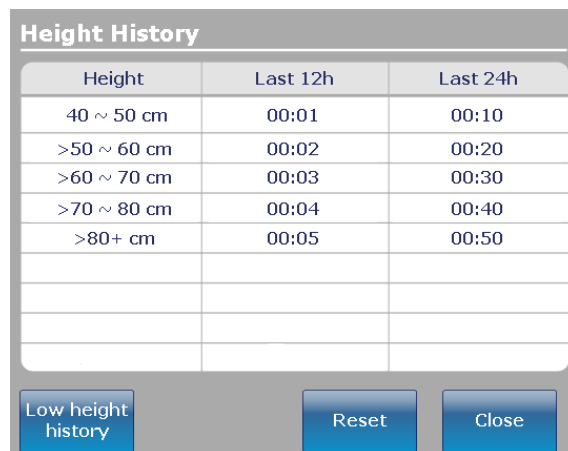 Height History
Height Last 12h Last 24h
40 ~ 50 cm 00:01 00:10
>50 ~ 60 cm 00:02 00:20
>60 ~ 70 cm 00:03 00:30
>70 ~ 80 cm 00:04 00:40
>80+ cm 00:05 00:50
Low height
history
Reset
Close